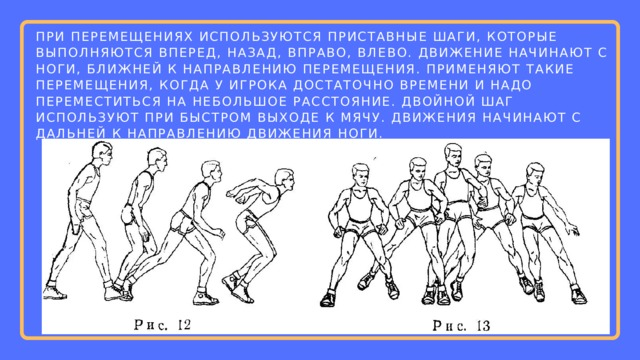 ПРИ ПЕРЕМЕЩЕНИЯХ ИСПОЛЬЗУЮТСЯ ПРИСТАВНЫЕ ШАГИ, КОТОРЫЕ
ВЫПОЛНЯЮТСЯ ВПЕРЕД, НАЗАД, ВПРАВО, ВЛЕВО. ДВИЖЕНИЕ НАЧИНАЮТ С
НОГИ, БЛИЖНЕЙ К НАПРАВЛЕНИЮ ПЕРЕМЕЩЕНИЯ. ПРИМЕНЯЮТ ТАКИЕ
ПЕРЕМЕЩЕНИЯ, КОГДА У ИГРОКА ДОСТАТОЧНО ВРЕМЕНИ И НАДО
ПЕРЕМЕСТИТЬСЯ НА НЕБОЛЬШОЕ РАССТОЯНИЕ. ДВОЙНОЙ ШАГ
ИСПОЛЬЗУЮТ ПРИ БЫСТРОМ ВЫХОДЕ К МЯЧУ. ДВИЖЕНИЯ НАЧИНАЮТ С
ДАЛЬНЕЙ К НАПРАВЛЕНИЮ ДВИЖЕНИЯ НОГИ.
Рис. 12
Рис. 13